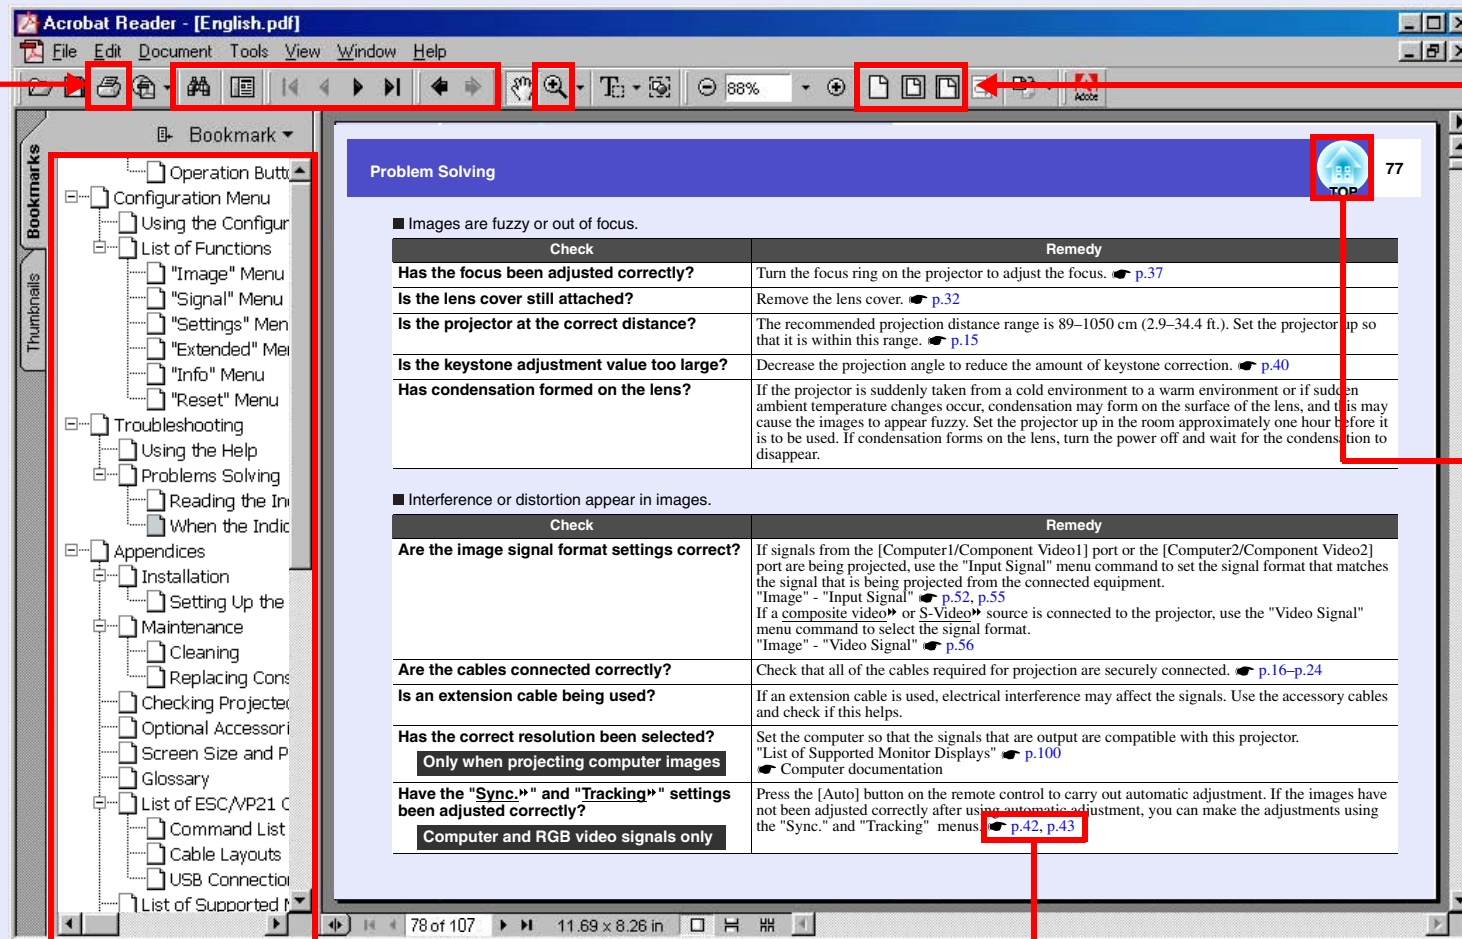 Acrobat Reader - [English.pdf]
File Edit Document Tools View Window Help
88%
Adobe
Bookmarks
Thumbnails
Bookmark
Operation Butt
Configuration Menu
Using the Configur
List of Functions
"Image" Menu
"Signal" Menu
"Settings" Men
"Extended" Me
"Info" Menu
"Reset" Menu
Troubleshooting
Using the Help
Problems Solving
Reading the In
When the Indic
Appendices
Installation
Setting Up the
Maintenance
Cleaning
Replacing Cons
Checking Projected
Optional Accessori
Screen Size and P
Glossary
List of ESC/VP21 C
Command List
Cable Layouts
USB Connection
List of Supported M
Problem Solving
TOP
77
■ Images are fuzzy or out of focus.
Check Remedy
Has the focus been adjusted correctly? Turn the focus ring on the projector to adjust the focus. ☛ p.37
Is the lens cover still attached? Remove the lens cover. ☛ p.32
Is the projector at the correct distance? The recommended projection distance range is 89–1050 cm (2.9–34.4 ft.). Set the projector up so
that it is within this range. ☛ p.15
Is the keystone adjustment value too large? Decrease the projection angle to reduce the amount of keystone correction. ☛ p.40
Has condensation formed on the lens? If the projector is suddenly taken from a cold environment to a warm environment or if sudden
ambient temperature changes occur, condensation may form on the surface of the lens, and this may
cause the images to appear fuzzy. Set the projector up in the room approximately one hour before it
is to be used. If condensation forms on the lens, turn the power off and wait for the condensation to
disappear.
■ Interference or distortion appear in images.
Check Remedy
Are the image signal format settings correct? If signals from the [Computer1/Component Video1] port or the [Computer2/Component Video2]
port are being projected, use the "Input Signal" menu command to set the signal format that matches
the signal that is being projected from the connected equipment.
"Image" - "Input Signal" ☛ p.52, p.55
If a composite video or S-Video source is connected to the projector, use the "Video Signal"
menu command to select the signal format.
"Image" - "Video Signal" ☛ p.56
Are the cables connected correctly? Check that all of the cables required for projection are securely connected. ☛ p.16–p.24
Is an extension cable being used? If an extension cable is used, electrical interference may affect the signals. Use the accessory cables
and check if this helps.
Has the correct resolution been selected? Set the computer so that the signals that are output are compatible with this projector.
Only when projecting computer images "List of Supported Monitor Displays" ☛ p.100
☛ Computer documentation
Have the "Sync." and "Tracking" settings Press the [Auto] button on the remote control to carry out automatic adjustment. If the images have
been adjusted correctly? not been adjusted correctly after using automatic adjustment, you can make the adjustments using
Computer and RGB video signals only the "Sync." and "Tracking" menus. ☛ p.42, p.43
78 of 107 11.69 x 8.26 in